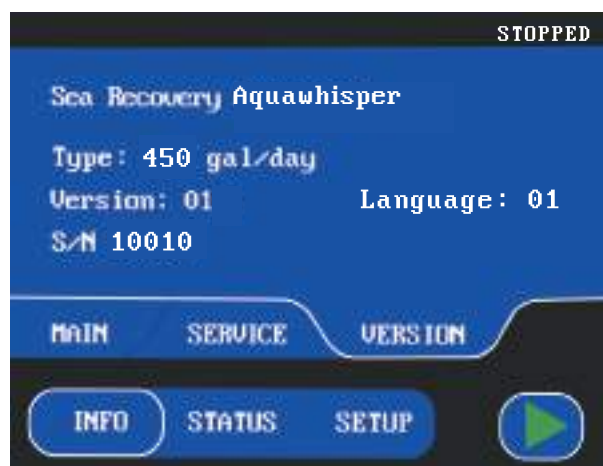 STOPPED
Sea Recovery Aquawhisper
Type: 450 gal/day
Version: 01 Language: 01
S/N 10010
MAIN SERVICE VERSION
INFO STATUS SETUP